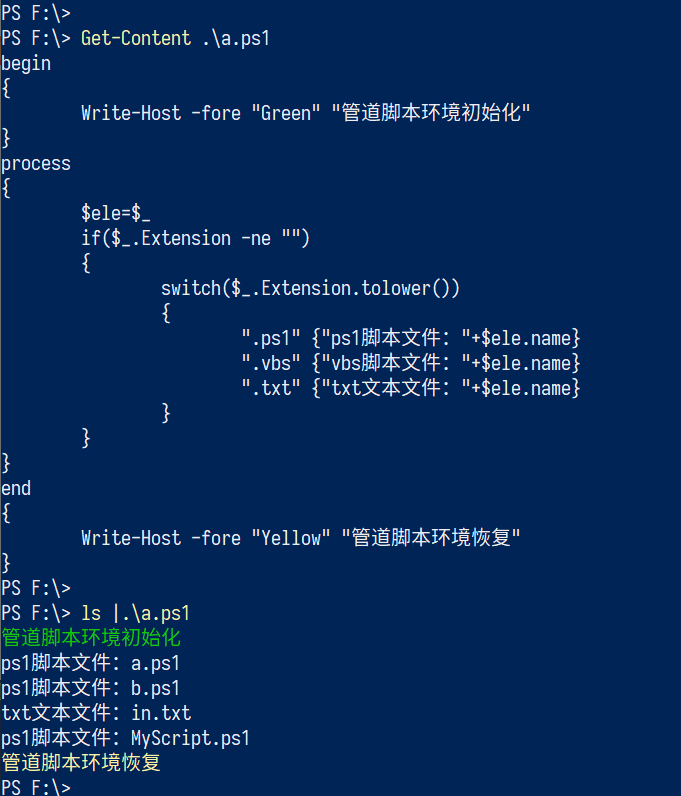 PS F:\>
PS F:\> Get-Content .\a.ps1
begin
{
        Write-Host -fore "Green" "管道脚本环境初始化"
}
process
{
        $ele=$_
        if($_.Extension -ne "")
        {
                switch($_.Extension.tolower())
                {
                        ".ps1" {"ps1脚本文件: "+$ele.name}
                        ".vbs" {"vbs脚本文件: "+$ele.name}
                        ".txt" {"txt文本文件: "+$ele.name}
                }
        }
}
end
{
        Write-Host -fore "Yellow" "管道脚本环境恢复"
}
PS F:\>
PS F:\> ls |.\a.ps1
管道脚本环境初始化
ps1脚本文件: a.ps1
ps1脚本文件: b.ps1
txt文本文件: in.txt
ps1脚本文件: MyScript.ps1
管道脚本环境恢复
PS F:\>